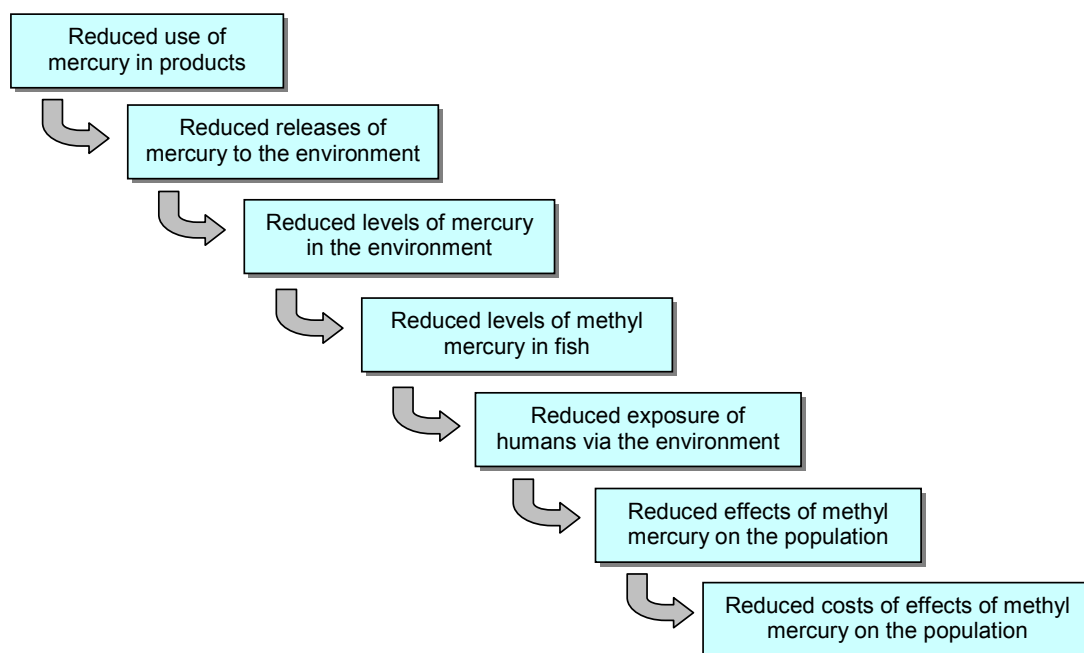 Reduced use of
mercury in products
Reduced releases of
mercury to the environment
Reduced levels of mercury
in the environment
Reduced levels of methyl
mercury in fish
Reduced exposure of
humans via the environment
Reduced effects of methyl
mercury on the population
Reduced costs of effects of methyl
mercury on the population